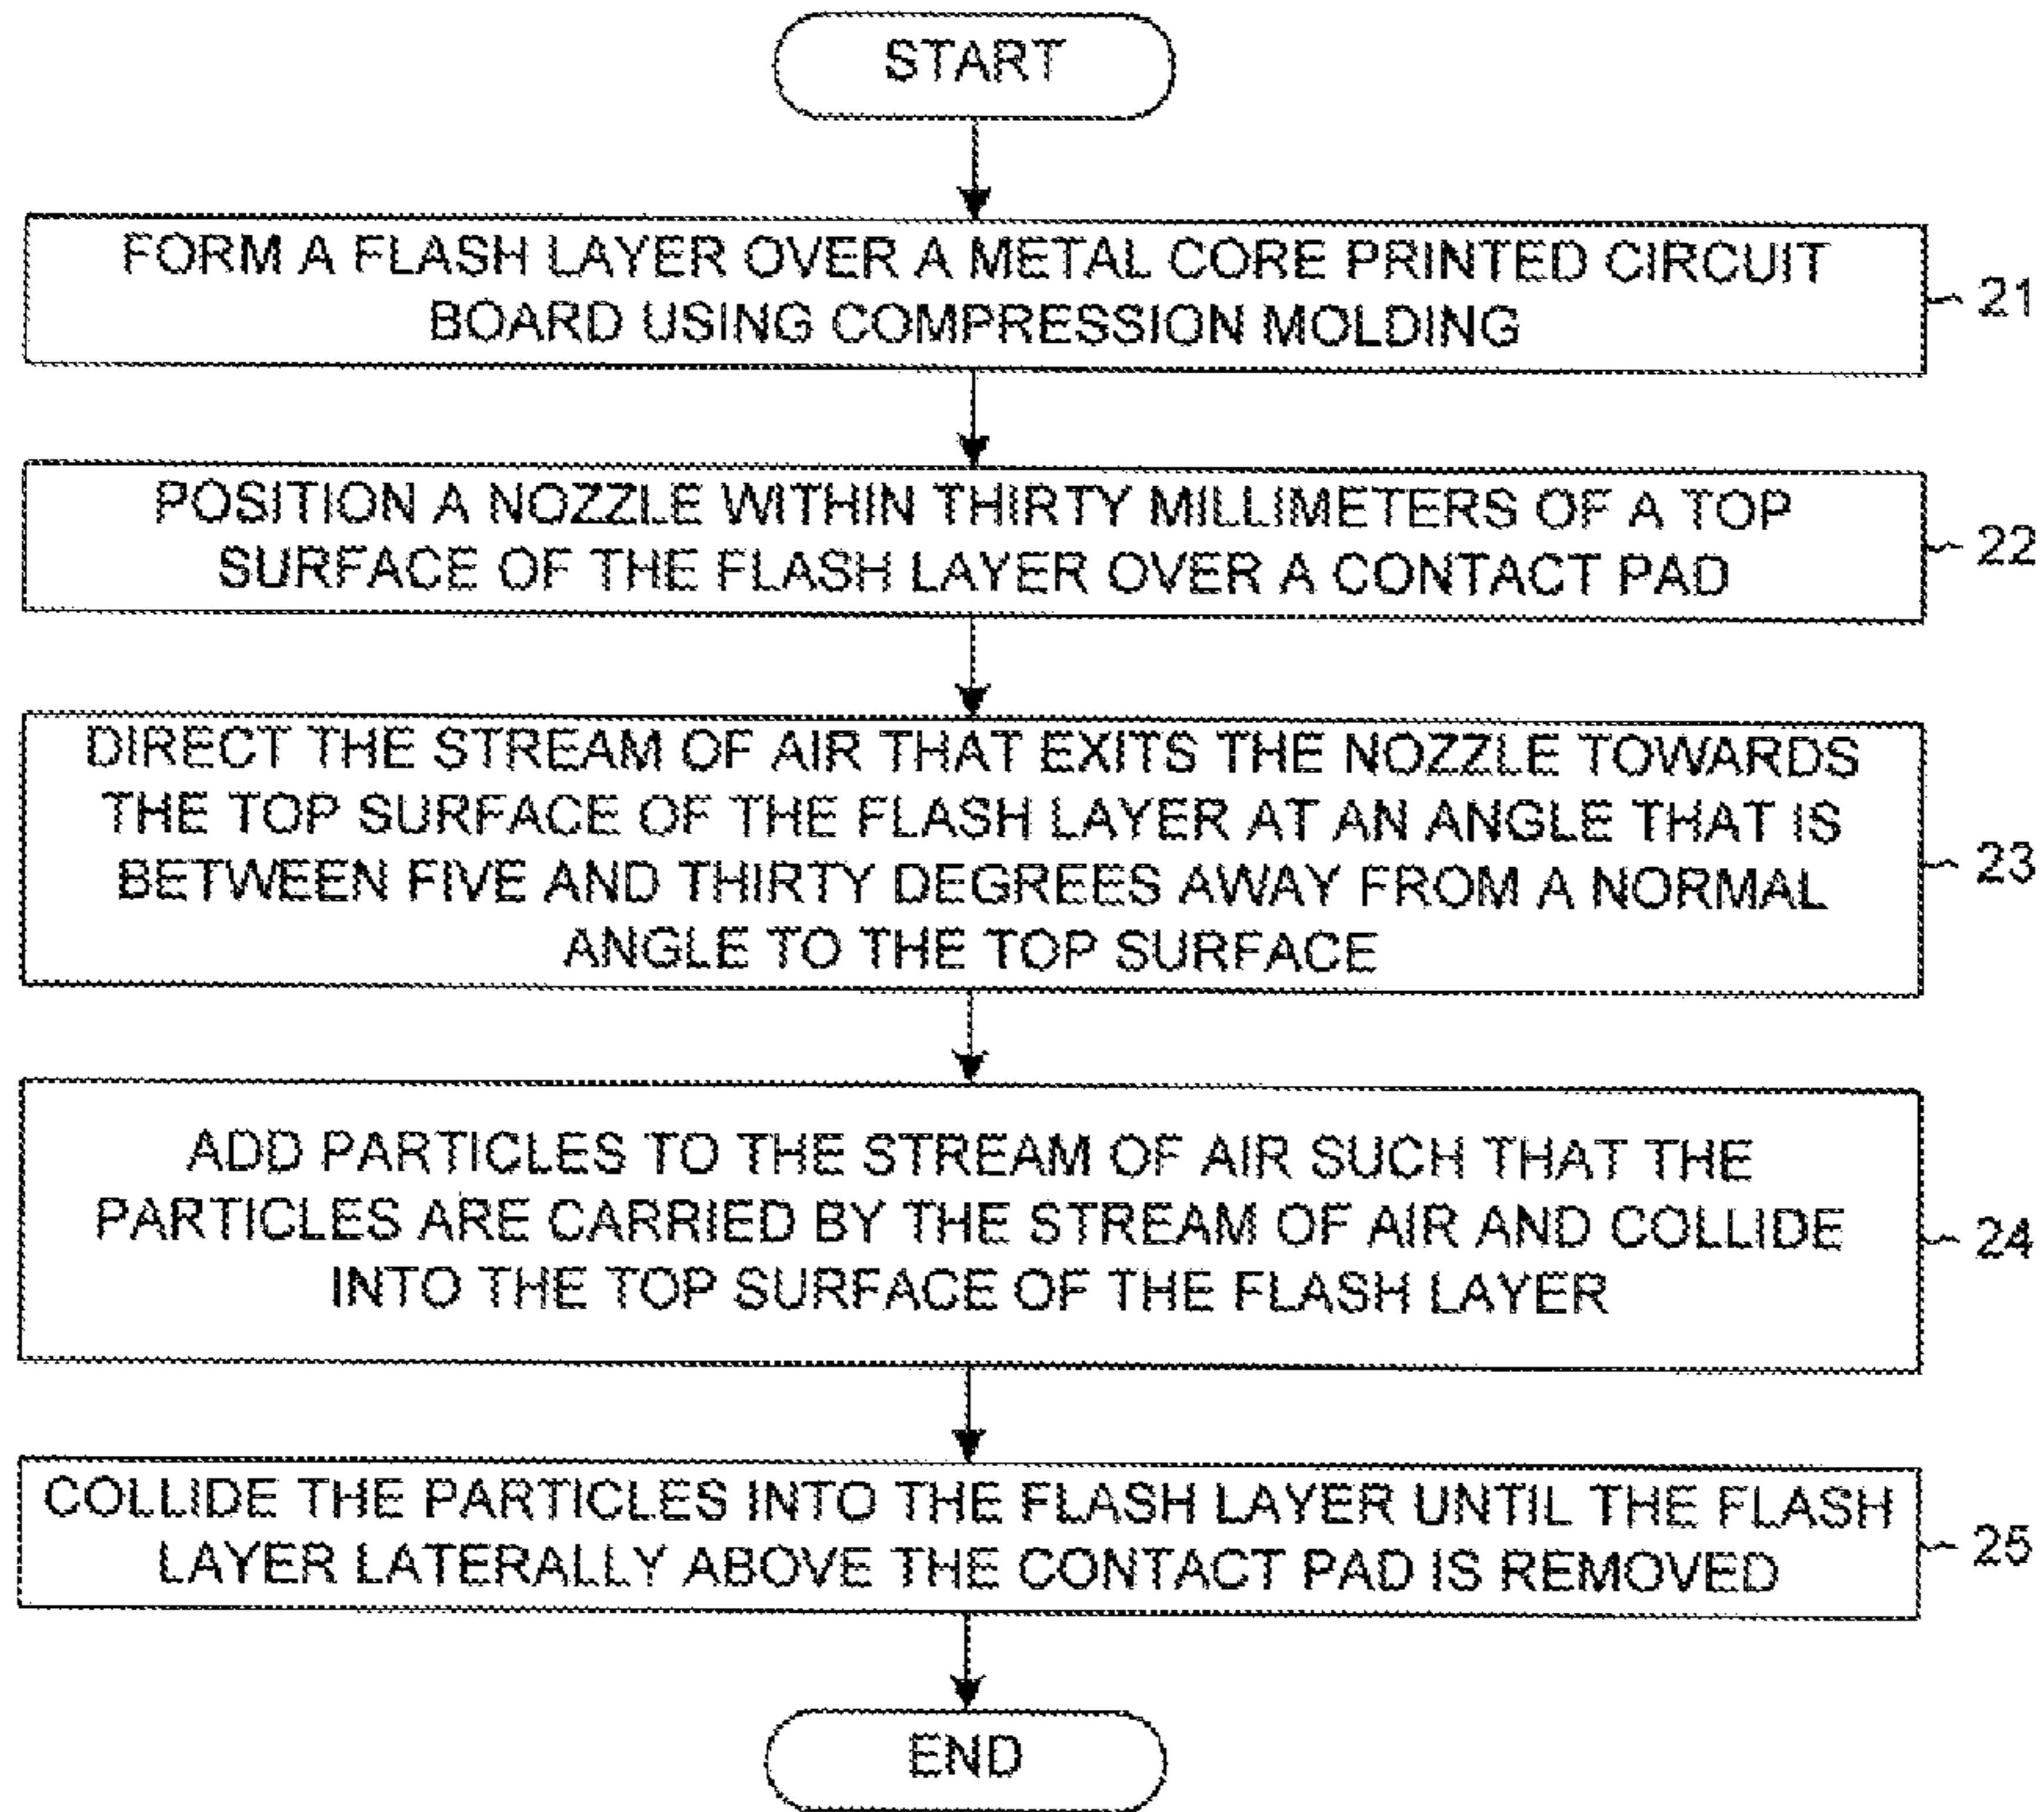 START
FORM A FLASH LAYER OVER A METAL CORE PRINTED CIRCUIT
BOARD USING COMPRESSION MOLDING
21
POSITION A NOZZLE WITHIN THIRTY MILLIMETERS OF A TOP
SURFACE OF THE FLASH LAYER OVER A CONTACT PAD
22
DIRECT THE STREAM OF AIR THAT EXITS THE NOZZLE TOWARDS
THE TOP SURFACE OF THE FLASH LAYER AT AN ANGLE THAT IS
BETWEEN FIVE AND THIRTY DEGREES AWAY FROM A NORMAL
ANGLE TO THE TOP SURFACE
23
ADD PARTICLES TO THE STREAM OF AIR SUCH THAT THE
PARTICLES ARE CARRIED BY THE STREAM OF AIR AND COLLIDE
INTO THE TOP SURFACE OF THE FLASH LAYER
24
COLLIDE THE PARTICLES INTO THE FLASH LAYER UNTIL THE FLASH
LAYER LATERALLY ABOVE THE CONTACT PAD IS REMOVED
25
END